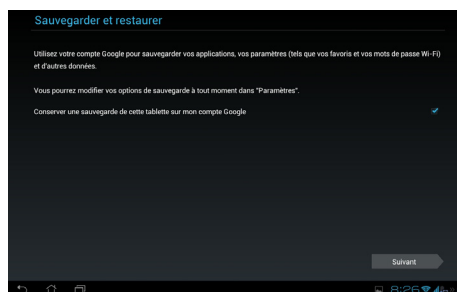 Sauvegarder et restaurer
Utilisez votre compte Google pour sauvegarder vos applications, vos paramètres (tels que vos favoris et vos mots de passe Wi-Fi)
et d'autres données.
Vous pourrez modifier vos options de sauvegarde à tout moment dans "Paramètres".
Conserver une sauvegarde de cette tablette sur mon compte Google
Suivant
8:26